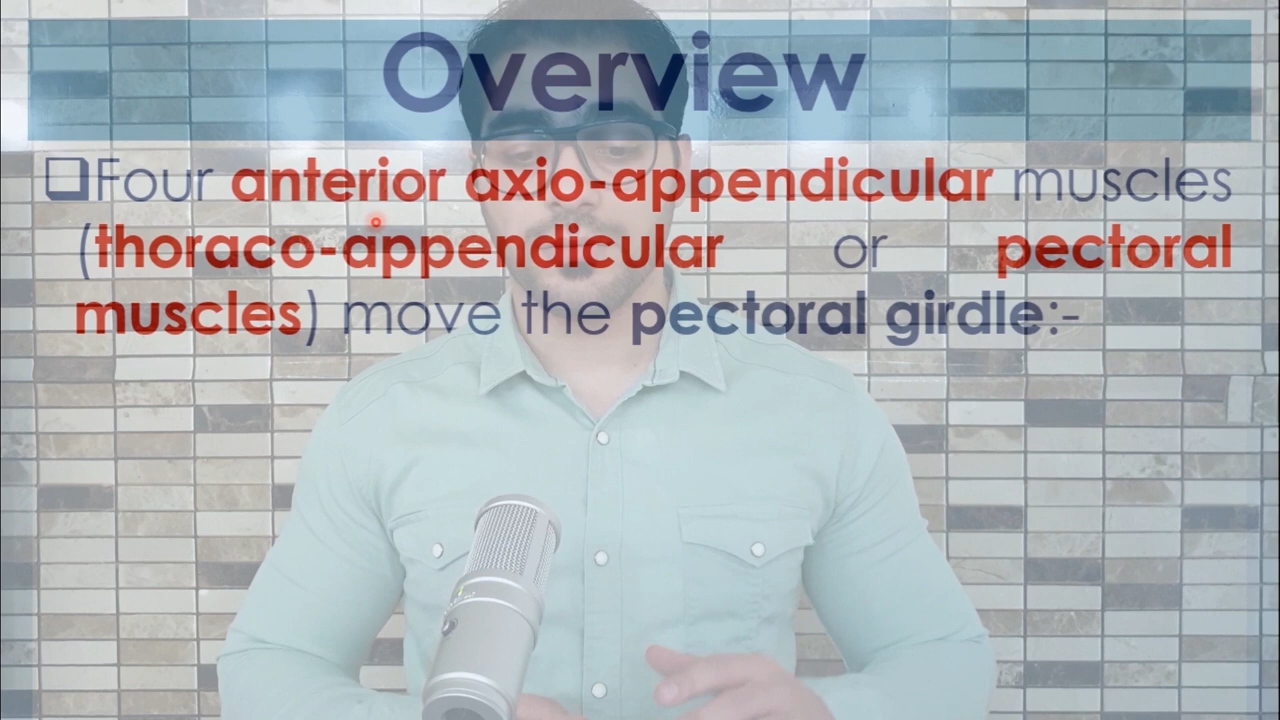 Overview
❑Four anterior axio-appendicular muscles
(thoraco-appendicular or pectoral
muscles) move the pectoral girdle:-